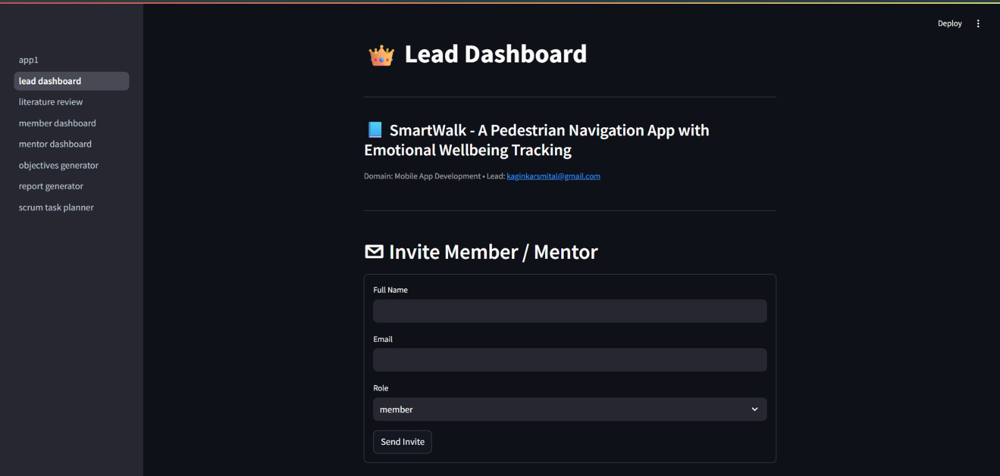 Deploy
app1
lead dashboard
literature review
member dashboard
mentor dashboard
objectives generator
report generator
scrum task planner
Lead Dashboard
SmartWalk - A Pedestrian Navigation App with
Emotional Wellbeing Tracking
Domain: Mobile App Development • Lead: kaginkarsmital@gmail.com
Invite Member / Mentor
Full Name
Email
Role
member
Send Invite